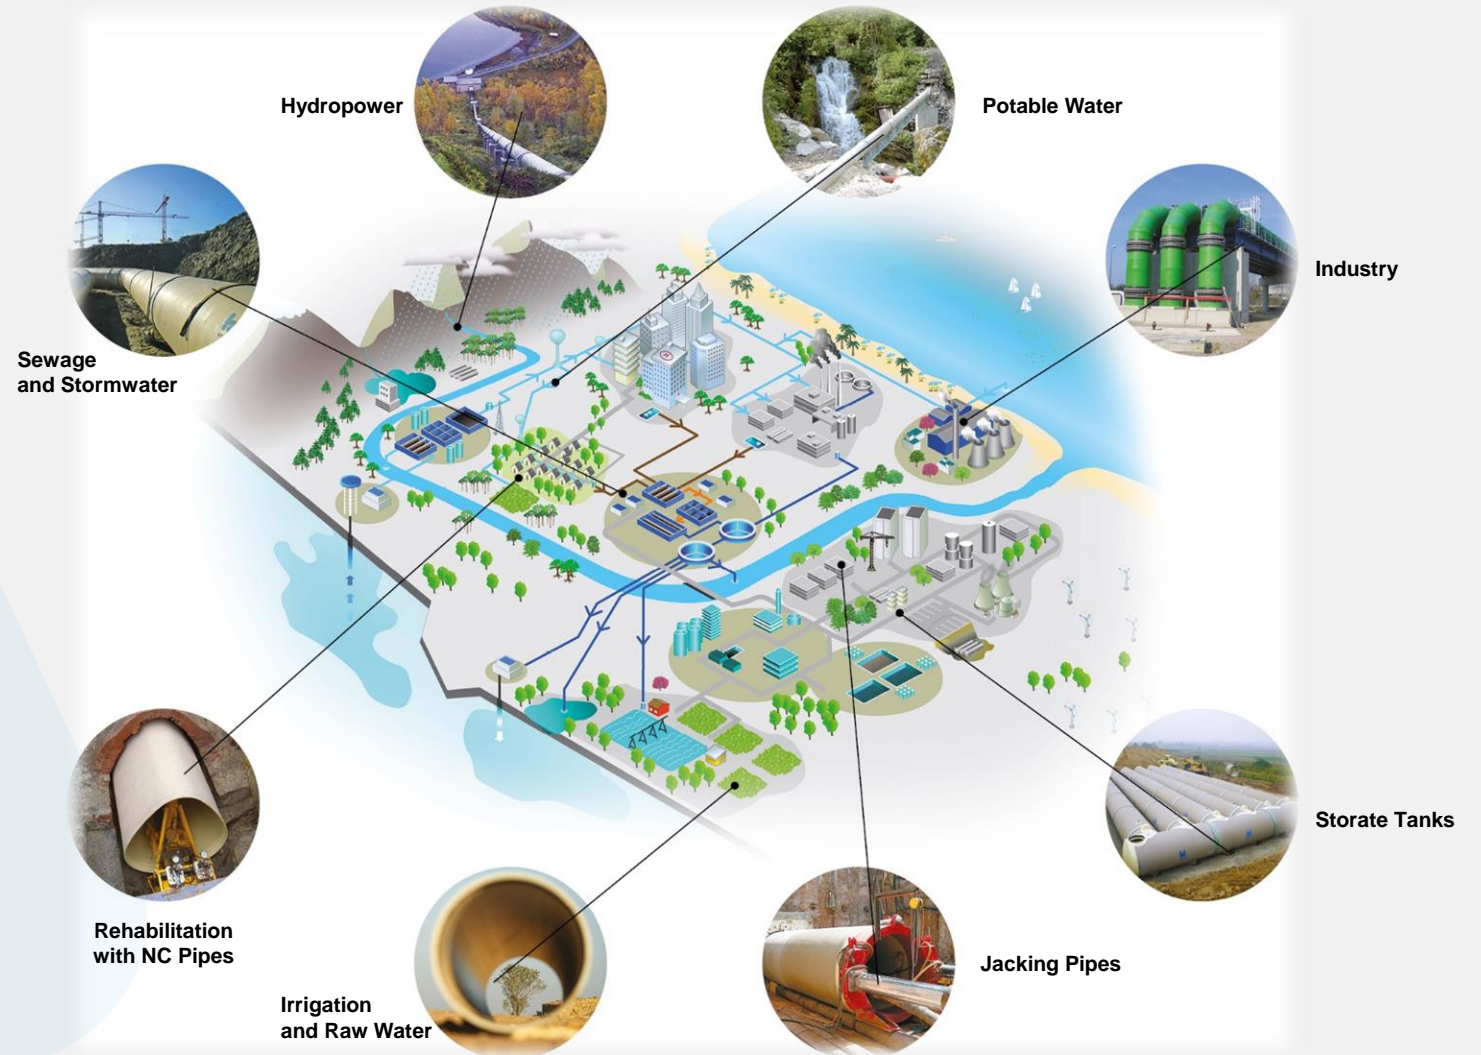 Hydropower
Potable Water
Industry
Sewage
and Stormwater
Storate Tanks
Rehabilitation
with NC Pipes
Jacking Pipes
Irrigation
and Raw Water